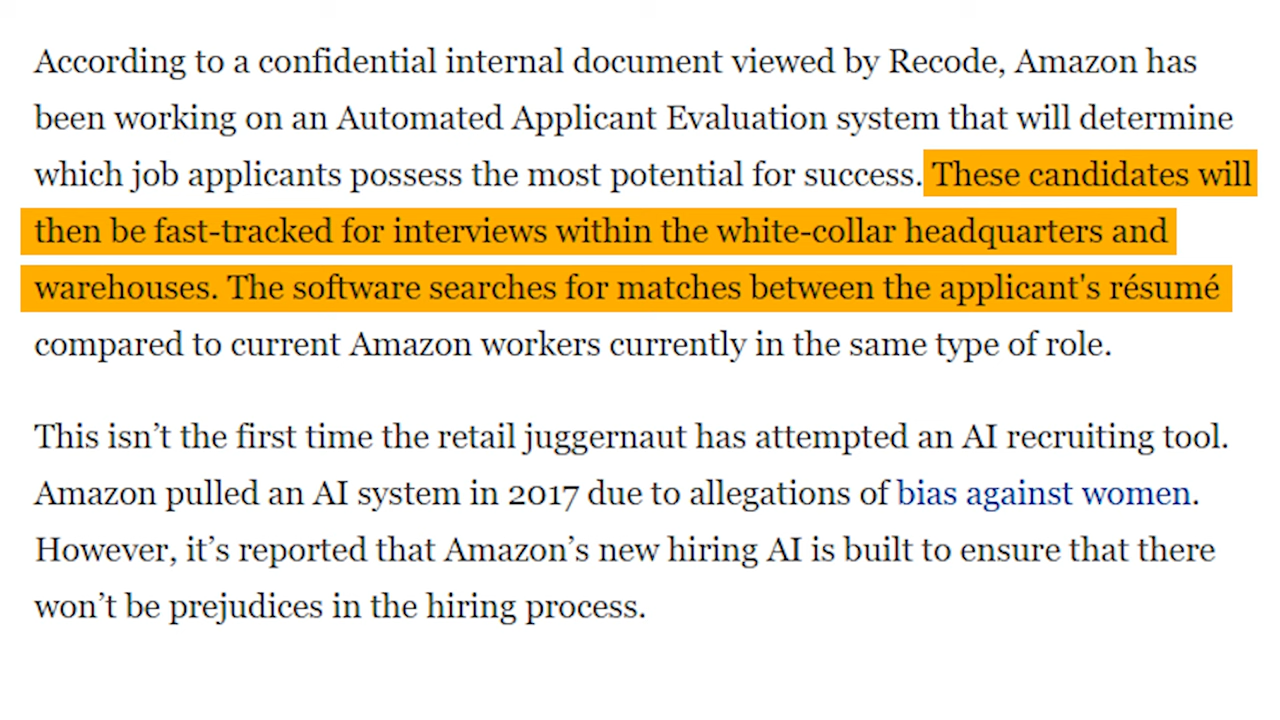 According to a confidential internal document viewed by Recode, Amazon has
been working on an Automated Applicant Evaluation system that will determine
which job applicants possess the most potential for success. These candidates will
then be fast-tracked for interviews within the white-collar headquarters and
warehouses. The software searches for matches between the applicant's résumé
compared to current Amazon workers currently in the same type of role.
This isn’t the first time the retail juggernaut has attempted an AI recruiting tool.
Amazon pulled an AI system in 2017 due to allegations of bias against women.
However, it’s reported that Amazon’s new hiring AI is built to ensure that there
won’t be prejudices in the hiring process.